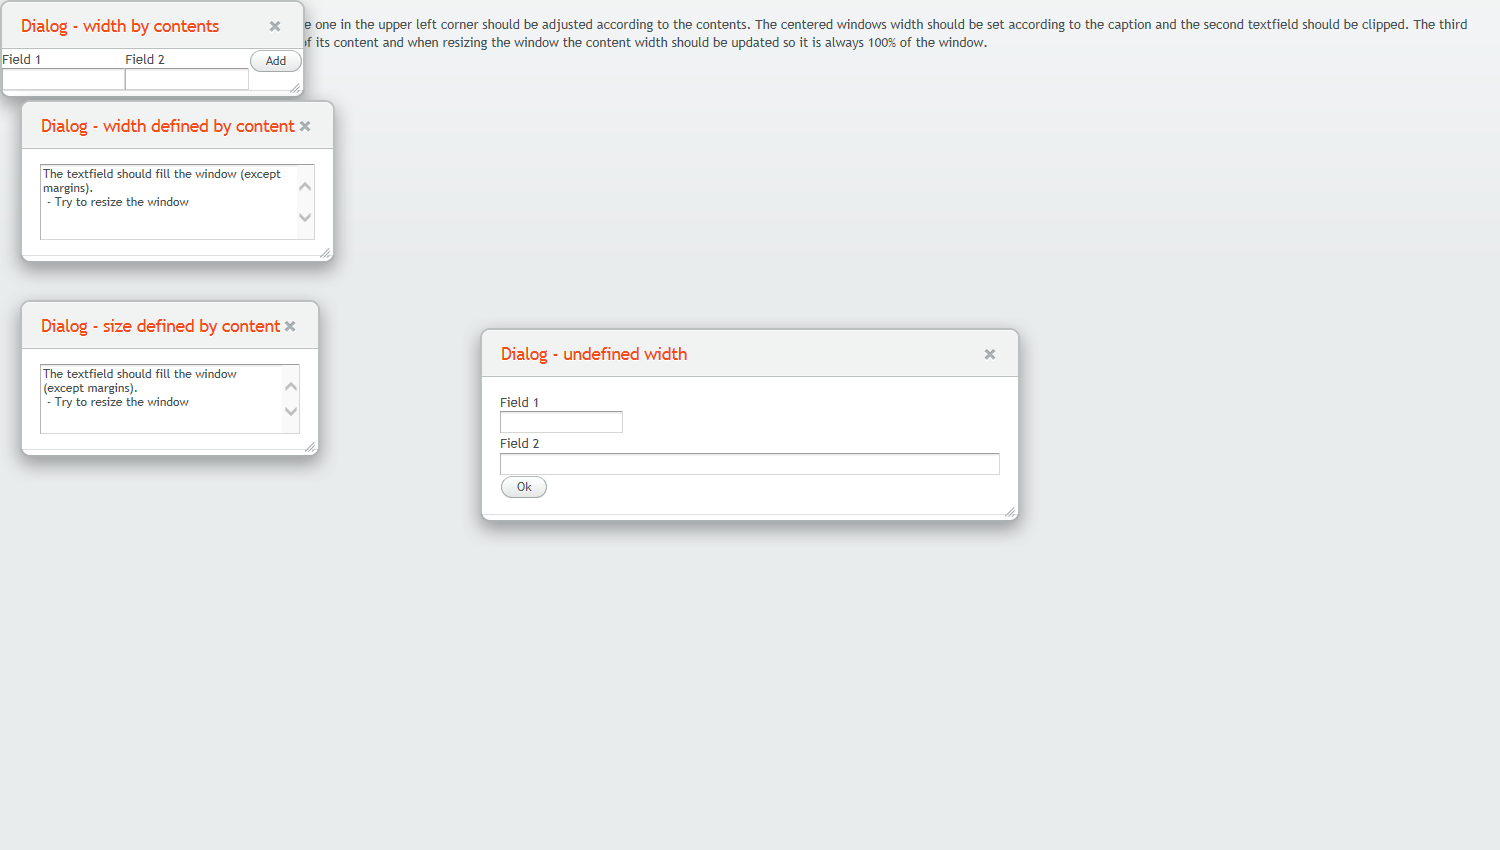 Dialog - width by contents
one in the upper left corner should be adjusted according to the contents. The centered windows width should be set according to the caption and the second textfield should be clipped. The third
its content and when resizing the window the content width should be updated so it is always 100% of the window.
Field 1 Field 2 Add
Dialog - width defined by content
The textfield should fill the window (except
margins).
- Try to resize the window
Dialog - size defined by content
The textfield should fill the window
(except margins).
- Try to resize the window
Dialog - undefined width
Field 1
Field 2
Ok